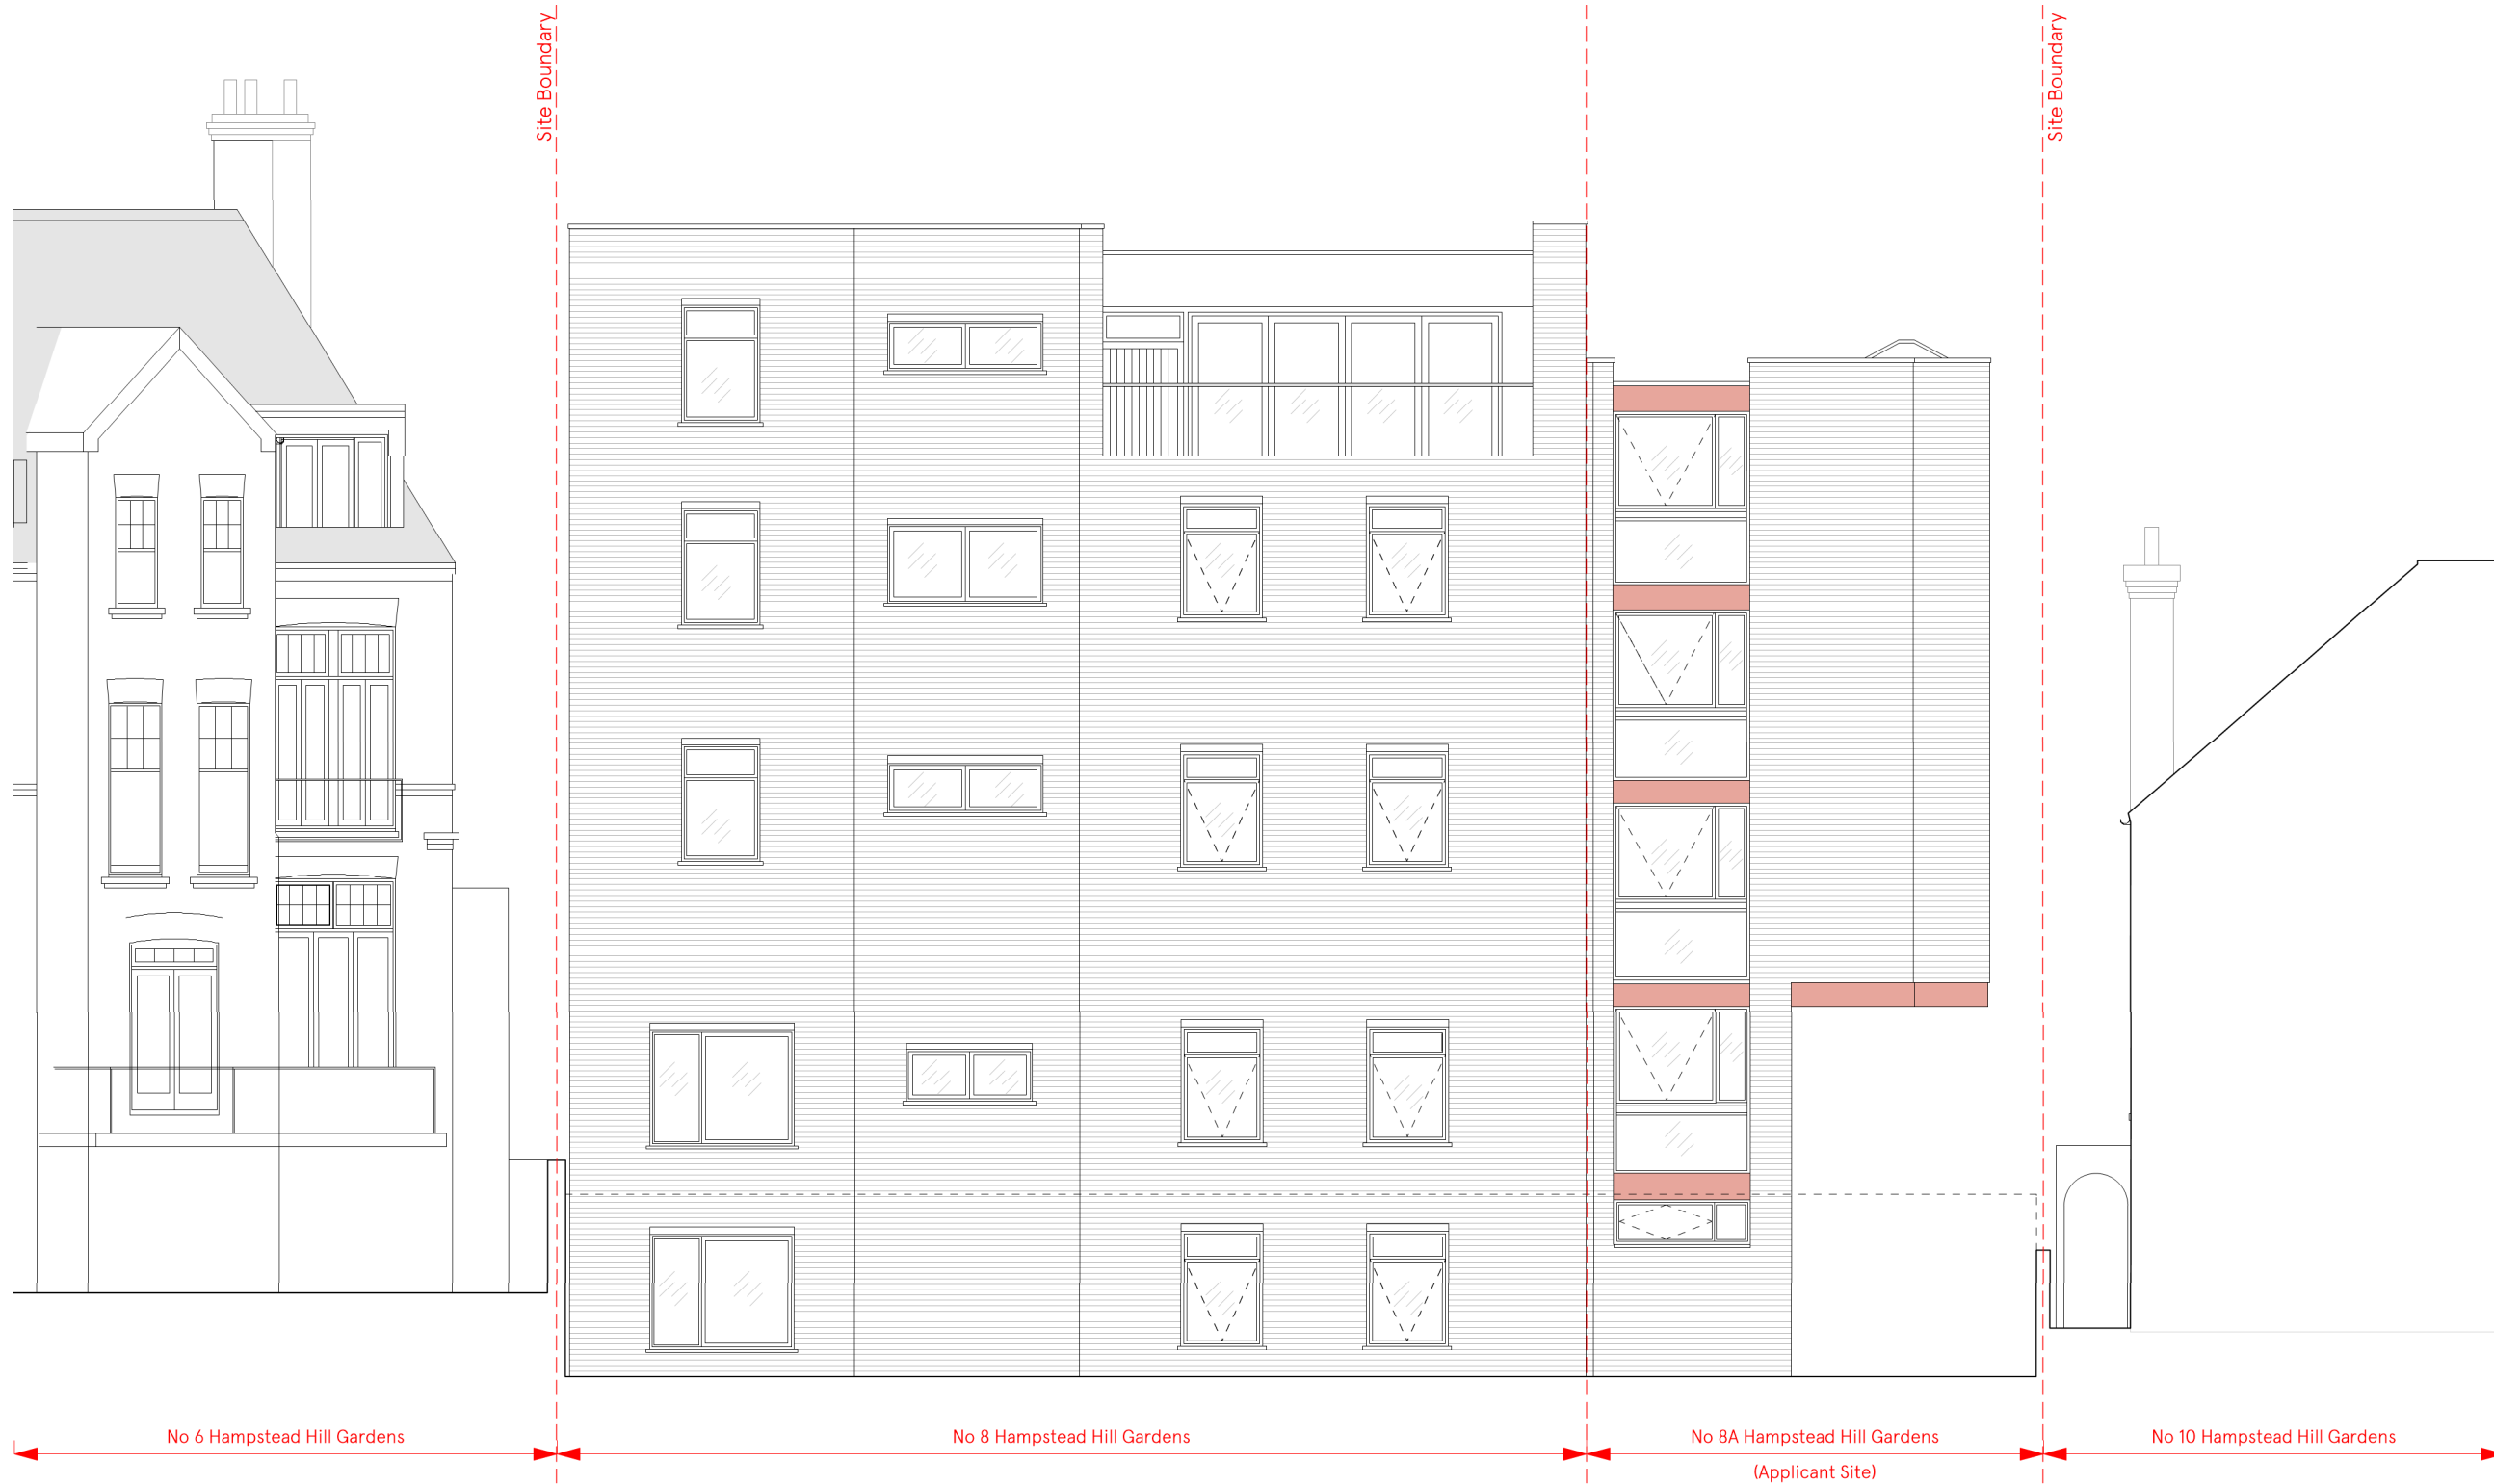 Site Boundary
Site Boundary
No 6 Hampstead Hill Gardens
No 8 Hampstead Hill Gardens
No 8A Hampstead Hill Gardens
(Applicant Site)
No 10 Hampstead Hill Gardens